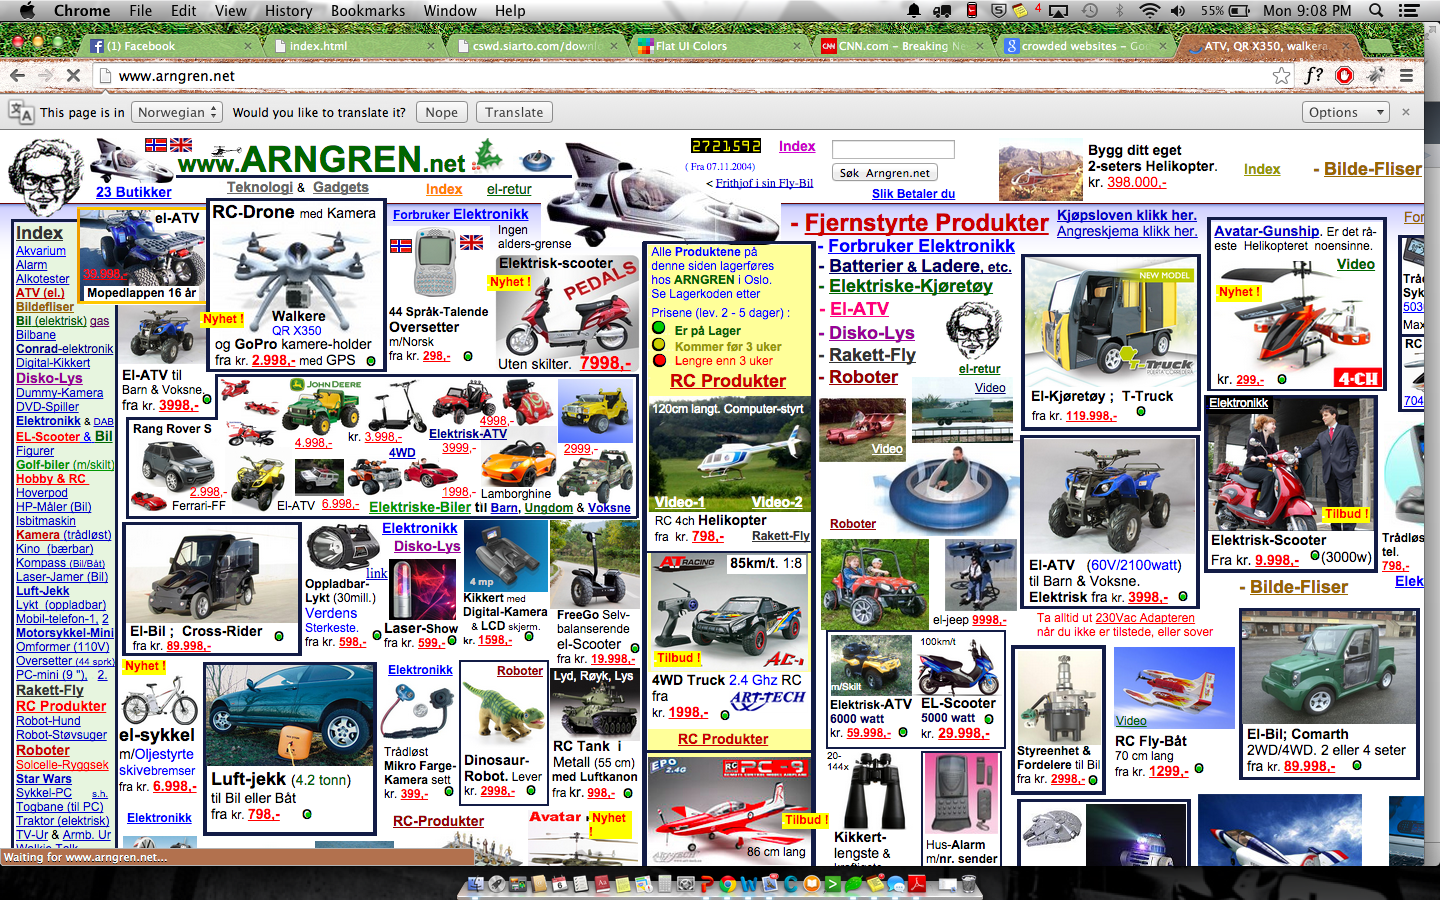 Chrome File Edit View History Bookmarks Window Help
4
55%
Mon 9:08 PM
(1) Facebook
index.html
cswd.siarto.com/downlo
Flat UI Colors
CNN.com – Breaking Ne
crowded websites – Goo
ATV, QR X350, walkera
www.arngren.net
f?
This page is in Norwegian Would you like to translate it? Nope Translate
Options
www.ARNGREN.net
23 Butikker
Teknologi & Gadgets
Index
el-retur
2721592
( Fra 07.11.2004)
< Frithjof i sin Fly-Bil
Index
Søk Arngren.net
Slik Betaler du
Bygg ditt eget
2-seters Helikopter.
kr. 398.000,-
Index
- Bilde-Fliser
Index
Akvarium
Alarm
Alkotester
ATV (el.)
Bildefliser
Bil (elektrisk) gas
Bilbane
Conrad-elektronik
Digital-Kikkert
Disko-Lys
Dummy-Kamera
DVD-Spiller
Elektronikk & DAB
EL-Scooter & Bil
Figurer
Golf-biler (m/skilt)
Hobby & RC
Hoverpod
HP-Måler (Bil)
Isbitmaskin
Kamera (trådløst)
Kino (bærbar)
Kompass (Bil/Båt)
Laser-Jamer (Bil)
Luft-Jekk
Lykt (oppladbar)
Mobil-telefon-1, 2
Motorsykkel-Mini
Omformer (110V)
Oversetter (44 sprk)
PC-mini (9 "), 2.
Rakett-Fly
RC Produkter
Robot-Hund
Robot-Støvsuger
Roboter
Solcelle-Ryggsek
Star Wars
Sykkel-PC s.h.
Togbane (til PC)
Traktor (elektrisk)
TV-Ur & Armb. Ur
Walkie-Talk
Waiting for www.arngren.net...
el-ATV
39.998,-
Mopedlappen 16 år
El-ATV til
Barn & Voksne
fra kr. 3998,-
RC-Drone med Kamera
Nyhet !
Walkere
QR X350
og GoPro kamere-holder
fra kr. 2.998,- med GPS
Forbruker Elektronikk
44 Språk-Talende
Oversetter
m/Norsk
fra kr. 298,-
Ingen
alders-grense
Elektrisk-scooter
Nyhet !
PEDALS
Uten skilter. 7998,-
Rang Rover S
JOHN DEERE
4.998,-
kr. 3.998,-
4998,-
Elektrisk-ATV
3999,-
4WD
2999,-
2.998,-
Ferrari-FF
El-ATV
6.998,-
1998,-
Lamborghine
Elektriske-Biler til Barn, Ungdom & Voksne
El-Bil ; Cross-Rider
fra kr. 89.998,-
link
Oppladbar-
Lykt (30mill.)
Verdens
Sterkeste.
fra kr. 598,-
Elektronikk
Disko-Lys
Laser-Show
fra kr. 599,-
4 mp
Kikkert med
Digital-Kamera
& LCD skjerm.
kr. 1598,-
FreeGo Selv-
balanserende
el-Scooter
fra kr. 19.998,-
Nyhet !
el-sykkel
m/Oljestyrte
skivebremser
fra kr. 6.998,-
Elektronikk
Luft-jekk (4.2 tonn)
til Bil eller Båt
fra kr. 798,-
Elektronikk
Trådløst
Mikro Farge-
Kamera sett
kr. 399,-
RC-Produkter
Roboter
Dinosaur-
Robot. Lever
kr. 2998,-
Lyd, Røyk, Lys
RC Tank i
Metall (55 cm)
med Luftkanon
fra kr. 998,-
Avatar
Nyhet !
Alle Produktene på
denne siden lagerføres
hos ARNGREN i Oslo.
Se Lagerkoden etter
Prisene (lev. 2 - 5 dager) :
Er på Lager
Kommer før 3 uker
Lengre enn 3 uker
RC Produkter
120cm langt. Computer-styrt
Video-1
Video-2
RC 4ch Helikopter
fra kr. 798,-
Rakett-Fly
AT RACING
85km/t. 1:8
Tilbud !
AC-1
4WD Truck 2.4 Ghz RC
fra
kr. 1998,-
ART-TECH
RC Produkter
EPO
2.4G
RC PC - 9
Tilbud !
86 cm lang
- Fjernstyrte Produkter
- Forbruker Elektronikk
- Batterier & Ladere, etc.
- Elektriske-Kjøretøy
- El-ATV
- Disko-Lys
- Rakett-Fly
- Roboter
el-retur
Video
Video
Roboter
el-jeep 9998,-
m/Skilt
Elektrisk-ATV
6000 watt
kr. 59.998,-
100km/t
EL-Scooter
5000 watt
kr. 29.998,-
20-
144x
Kikkert-
lengste &
kraftigste
Hus-Alarm
m/nr. sender
Kjøpsloven klikk her.
Angreskjema klikk her.
NEW MODEL
T-Truck
El-Kjøretøy ; T-Truck
fra kr. 119.998,-
El-ATV (60V/2100watt)
til Barn & Voksne.
Elektrisk fra kr. 3998,-
Ta alltid ut 230Vac Adapteren
når du ikke er tilstede, eller sover
Styreenhet &
Fordelere til Bil
fra kr. 2998,-
Video
RC Fly-Båt
70 cm lang
fra kr. 1299,-
Avatar-Gunship. Er det rå-
este Helikopteret noensinne.
Video
Nyhet !
kr. 299,-
4-CH
Elektronikk
Tilbud !
Elektrisk-Scooter
Fra kr. 9.998,- (3000w)
- Bilde-Fliser
El-Bil; Comarth
2WD/4WD. 2 eller 4 seter
fra kr. 89.998,-
For
Trå
Syk
503
Max
RC
704
Trådløs
tel.
798,-
Elek